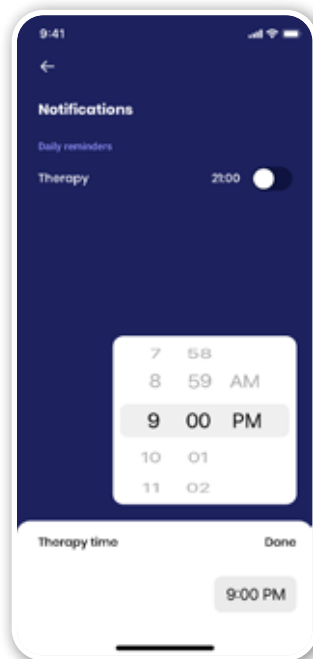 9:41
Notifications
Daily reminders
Therapy 21:00
7 58
8 59 AM
9 00 PM
10 01
11 02
Therapy time Done
9:00 PM